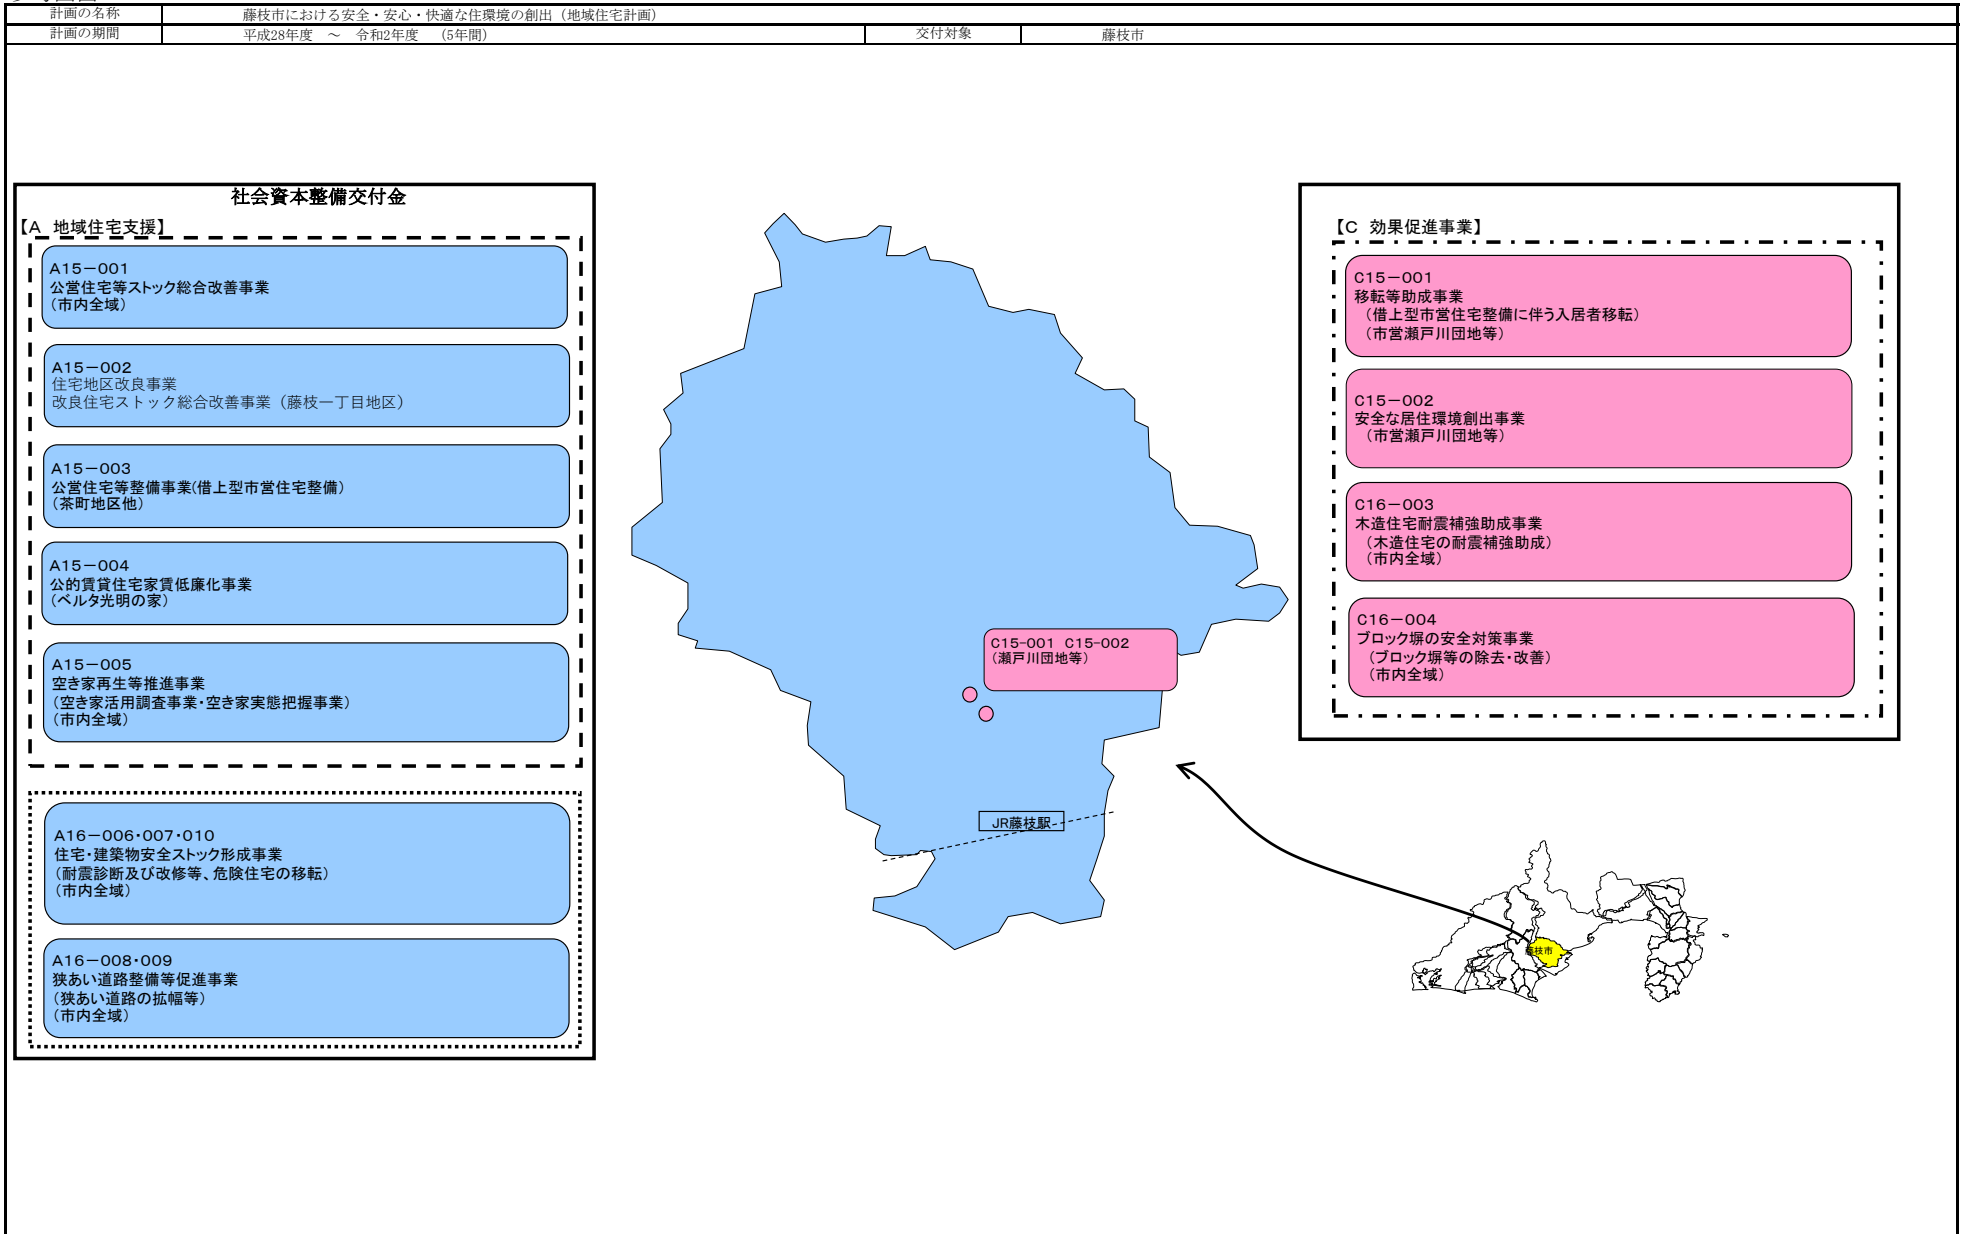 計画の名称 藤枝市における安全・安心・快適な住環境の創出（地域住宅計画）
計画の期間 平成28年度 ～ 令和2年度 （5年間） 交付対象 藤枝市
社会資本整備交付金
【A 地域住宅支援】
A15－001
公営住宅等ストック総合改善事業
（市内全域）
A15－002
住宅地区改良事業
改良住宅ストック総合改善事業（藤枝一丁目地区）
A15－003
公営住宅等整備事業(借上型市営住宅整備)
（茶町地区他）
A15－004
公的賃貸住宅家賃低廉化事業
（ベルタ光明の家）
A15－005
空き家再生等推進事業
（空き家活用調査事業・空き家実態把握事業）
（市内全域）
A16－006・007・010
住宅・建築物安全ストック形成事業
（耐震診断及び改修等、危険住宅の移転）
（市内全域）
A16－008・009
狭あい道路整備等促進事業
（狭あい道路の拡幅等）
（市内全域）
C15-001 C15-002
（瀬戸川団地等）
JR藤枝駅
【C 効果促進事業】
C15－001
移転等助成事業
（借上型市営住宅整備に伴う入居者移転）
（市営瀬戸川団地等）
C15－002
安全な居住環境創出事業
（市営瀬戸川団地等）
C16－003
木造住宅耐震補強助成事業
（木造住宅の耐震補強助成）
（市内全域）
C16－004
ブロック塀の安全対策事業
（ブロック塀等の除去・改善）
（市内全域）
藤枝市